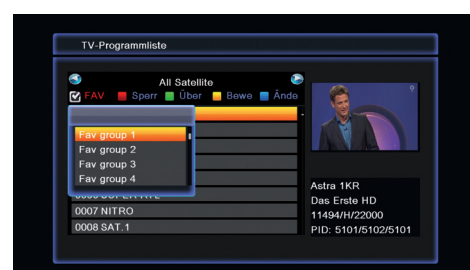 TV-Programmliste
All Satellite
FAV Sperr Über Bewe Ände
Fav group 1
Fav group 2
Fav group 3
Fav group 4
0007 NITRO
0008 SAT.1
Astra 1KR
Das Erste HD
11494/H/22000
PID: 5101/5102/5101